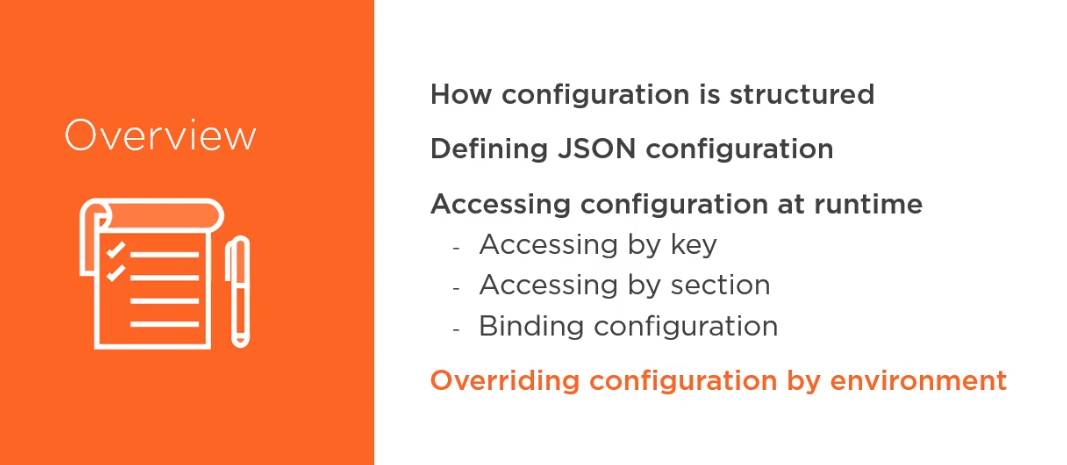 Overview
How configuration is structured
Defining JSON configuration
Accessing configuration at runtime
- Accessing by key
- Accessing by section
- Binding configuration
Overriding configuration by environment